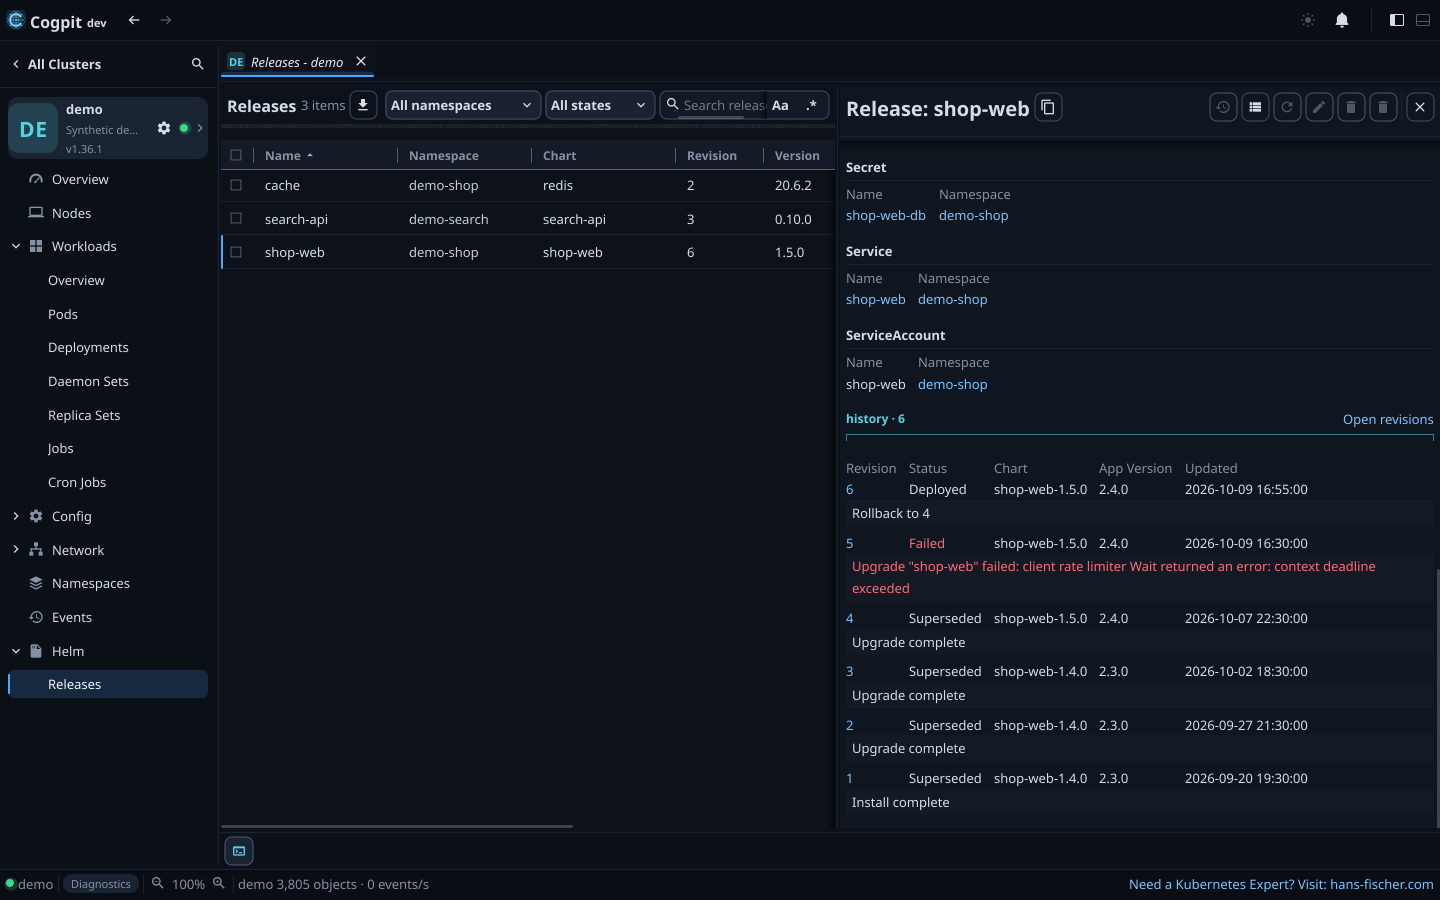 Cogpit dev
All Clusters
DE
demo
Synthetic de...
v1.36.1
Overview
Nodes
Workloads
Overview
Pods
Deployments
Daemon Sets
Replica Sets
Jobs
Cron Jobs
Config
Network
Namespaces
Events
Helm
Releases
DE Releases - demo
Releases 3 items
All namespaces
All states
Search releas
Aa
.*
Name Namespace Chart Revision Version
cache demo-shop redis 2 20.6.2
search-api demo-search search-api 3 0.10.0
shop-web demo-shop shop-web 6 1.5.0
Release: shop-web
Secret
Name Namespace
shop-web-db demo-shop
Service
Name Namespace
shop-web demo-shop
ServiceAccount
Name Namespace
shop-web demo-shop
history · 6 Open revisions
Revision Status Chart App Version Updated
6 Deployed shop-web-1.5.0 2.4.0 2026-10-09 16:55:00
Rollback to 4
5 Failed shop-web-1.5.0 2.4.0 2026-10-09 16:30:00
Upgrade "shop-web" failed: client rate limiter Wait returned an error: context deadline
exceeded
4 Superseded shop-web-1.5.0 2.4.0 2026-10-07 22:30:00
Upgrade complete
3 Superseded shop-web-1.4.0 2.3.0 2026-10-02 18:30:00
Upgrade complete
2 Superseded shop-web-1.4.0 2.3.0 2026-09-27 21:30:00
Upgrade complete
1 Superseded shop-web-1.4.0 2.3.0 2026-09-20 19:30:00
Install complete
demo Diagnostics 100% demo 3,805 objects · 0 events/s Need a Kubernetes Expert? Visit: hans-fischer.com